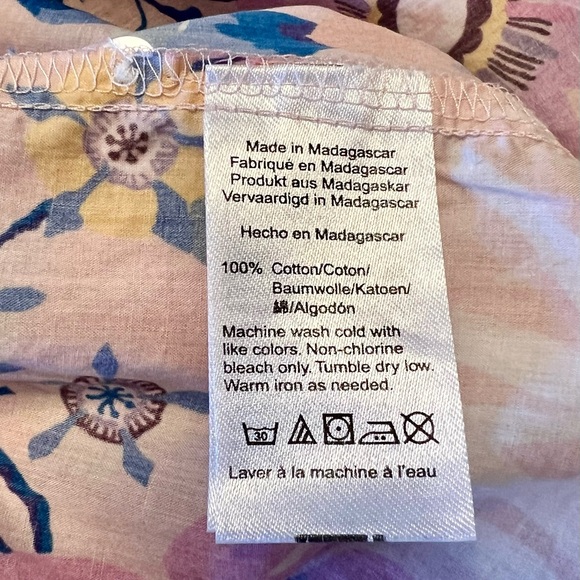 Made in Madagascar
Fabriqué en Madagascar
Produkt aus Madagaskar
Vervaardigd in Madagascar
Hecho en Madagascar
100% Cotton/Coton/
Baumwolle/Katoen/
綿/Algodón
Machine wash cold with
like colors. Non-chlorine
bleach only. Tumble dry low.
Warm iron as needed.
30
Laver à la machine à l'eau